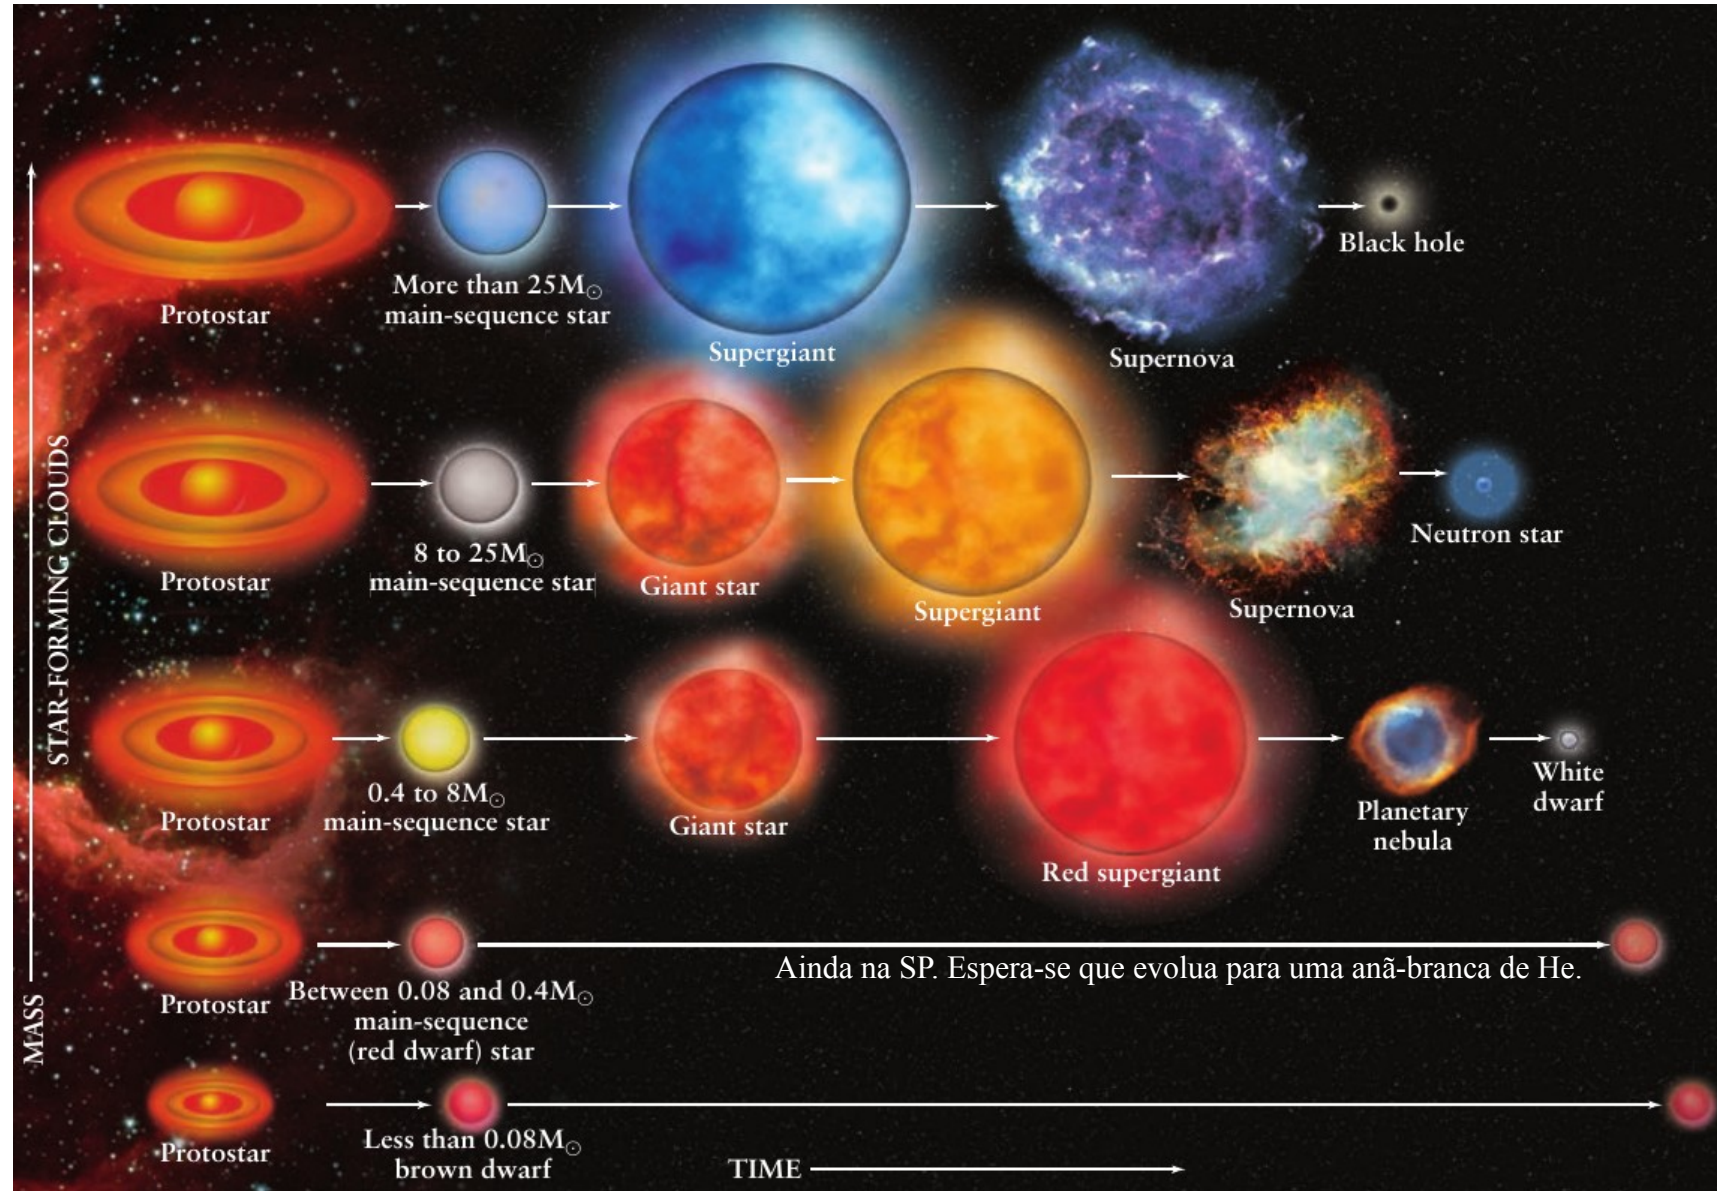 Protostar
More than 25M☉
main-sequence star
Supergiant
Supernova
Black hole
Protostar
8 to 25M☉
main-sequence star
Giant star
Supergiant
Supernova
Neutron star
Protostar
0.4 to 8M☉
main-sequence star
Giant star
Red supergiant
Planetary
nebula
White
dwarf
Protostar
Between 0.08 and 0.4M☉
main-sequence
(red dwarf) star
Ainda na SP. Espera-se que evolua para uma anã-branca de He.
Protostar
Less than 0.08M☉
brown dwarf
TIME
MASS
STAR-FORMING CLOUDS